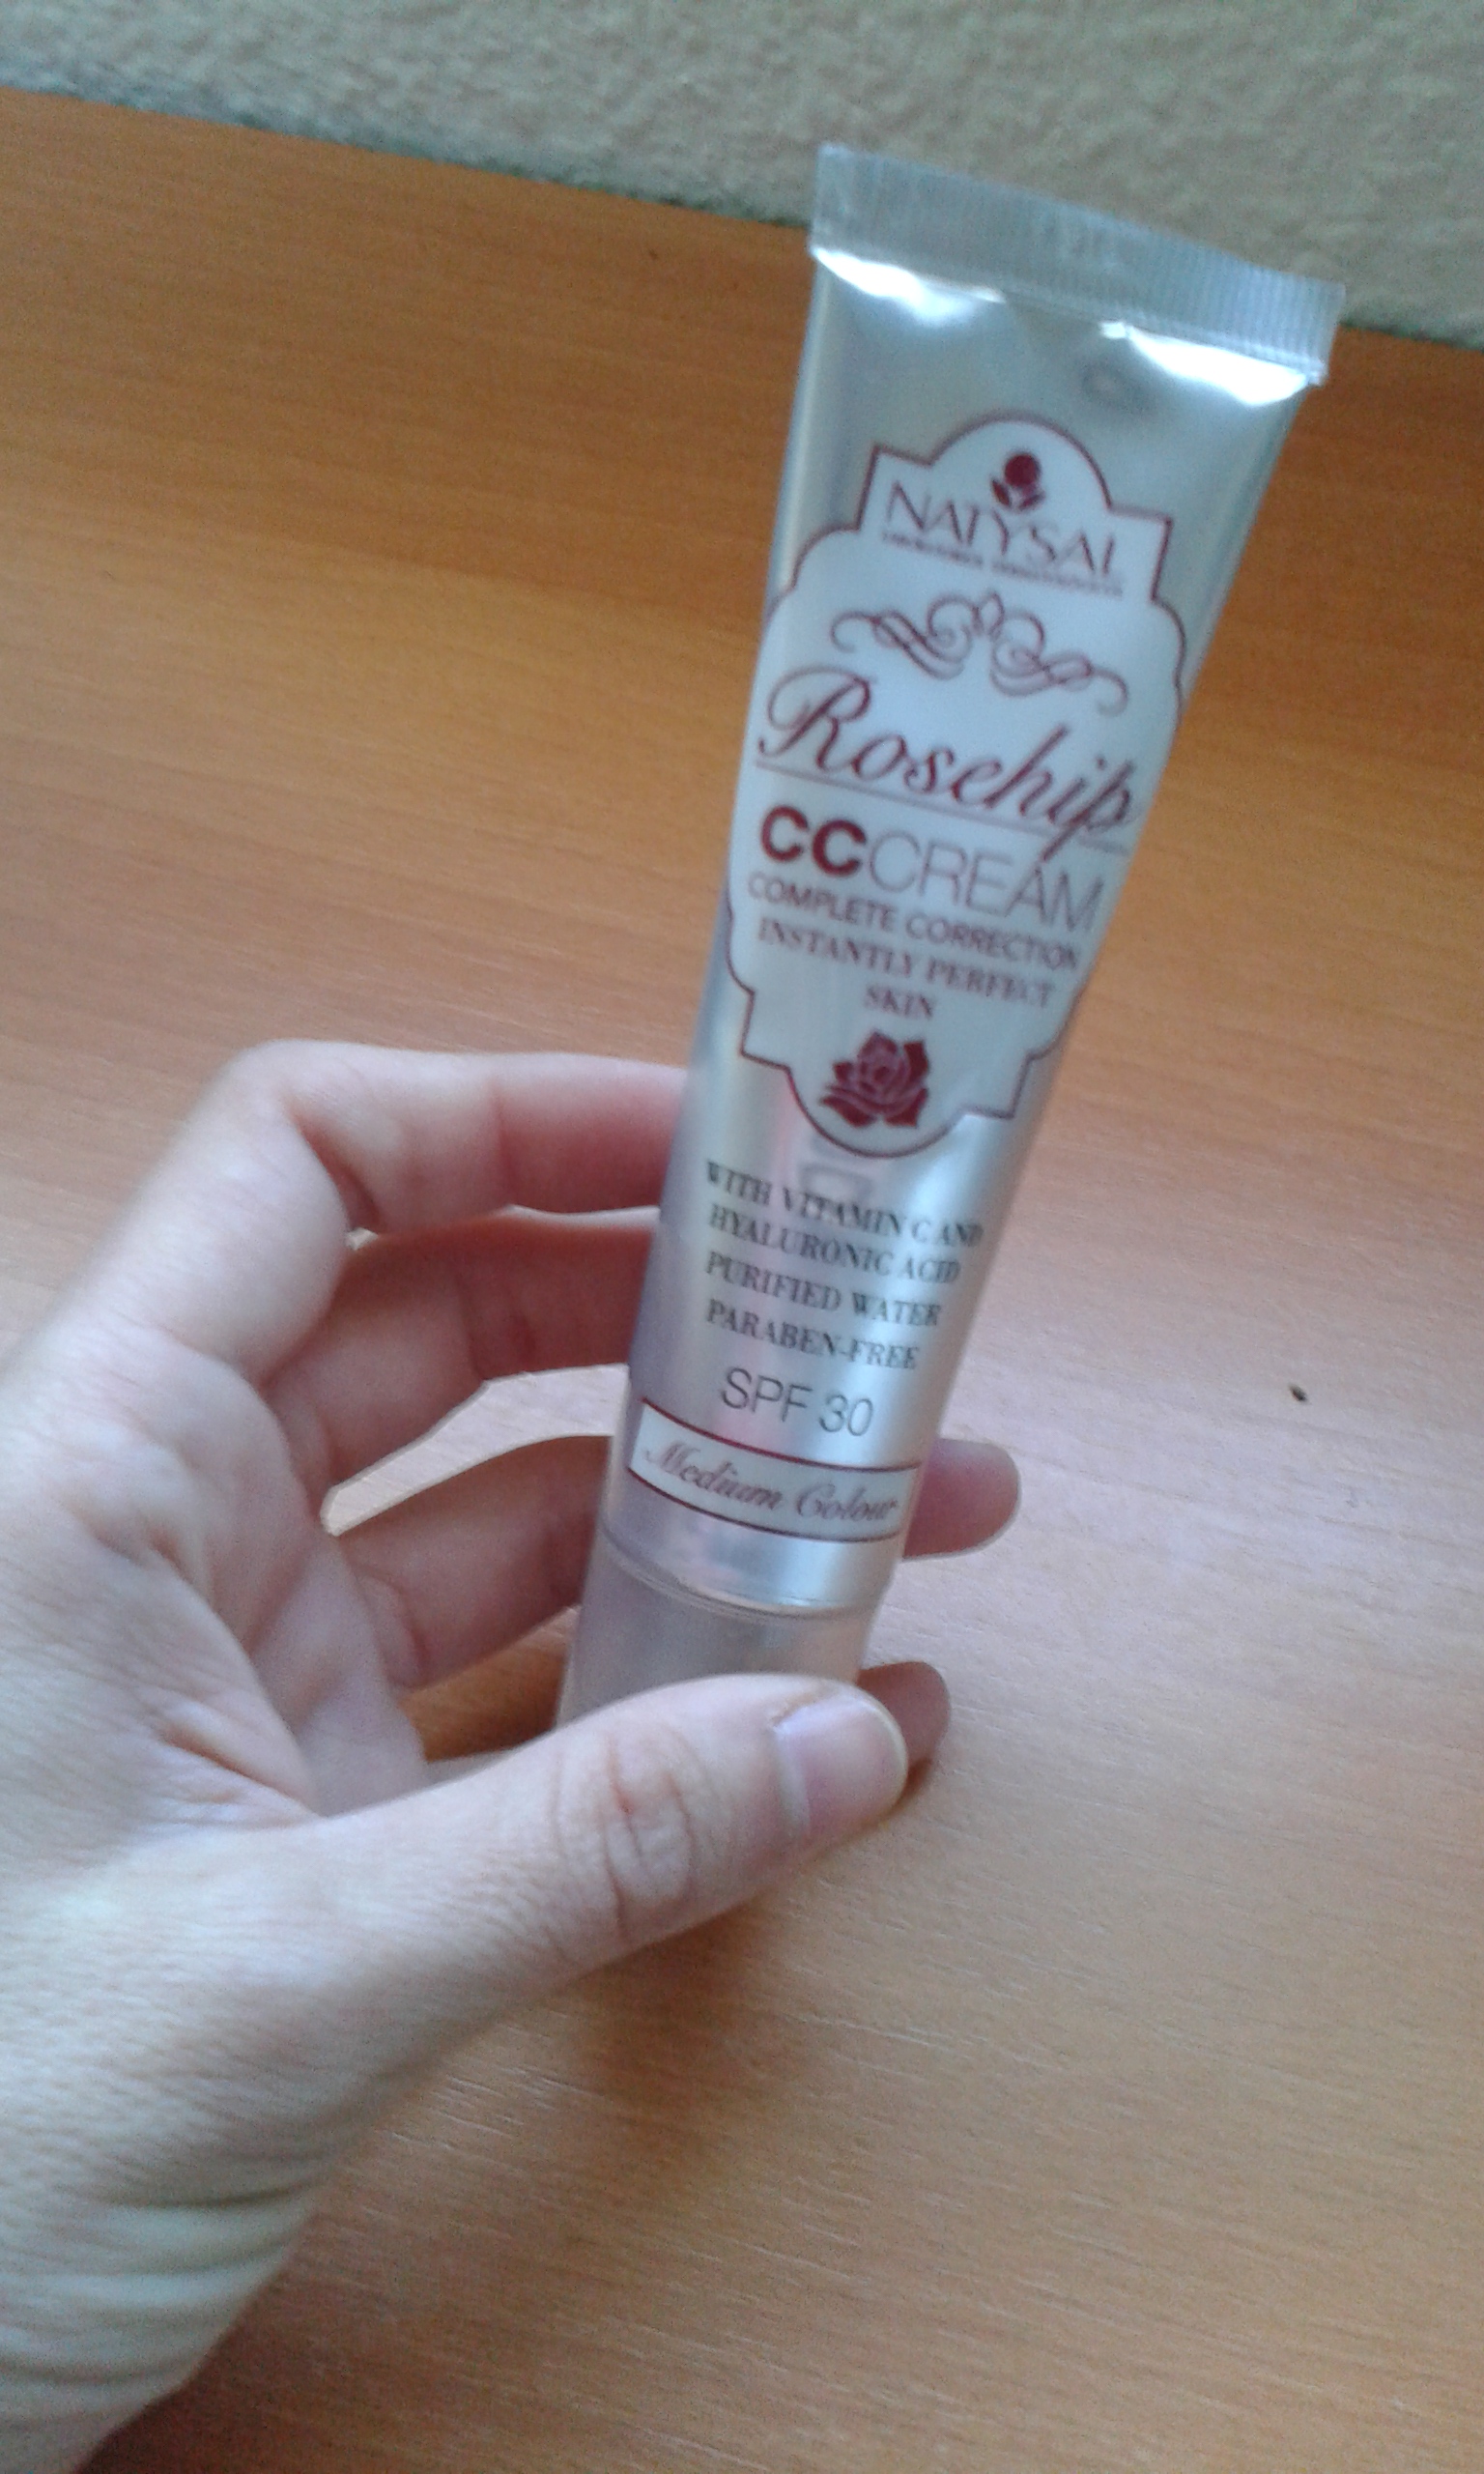 NATYSAL
Rosehip
CCCREAM
COMPLETE CORRECTION
INSTANTLY PERFECT
SKIN
WITH VITAMIN C AND
HYALURONIC ACID
PURIFIED WATER
PARABEN-FREE
SPF 30
Medium Colour